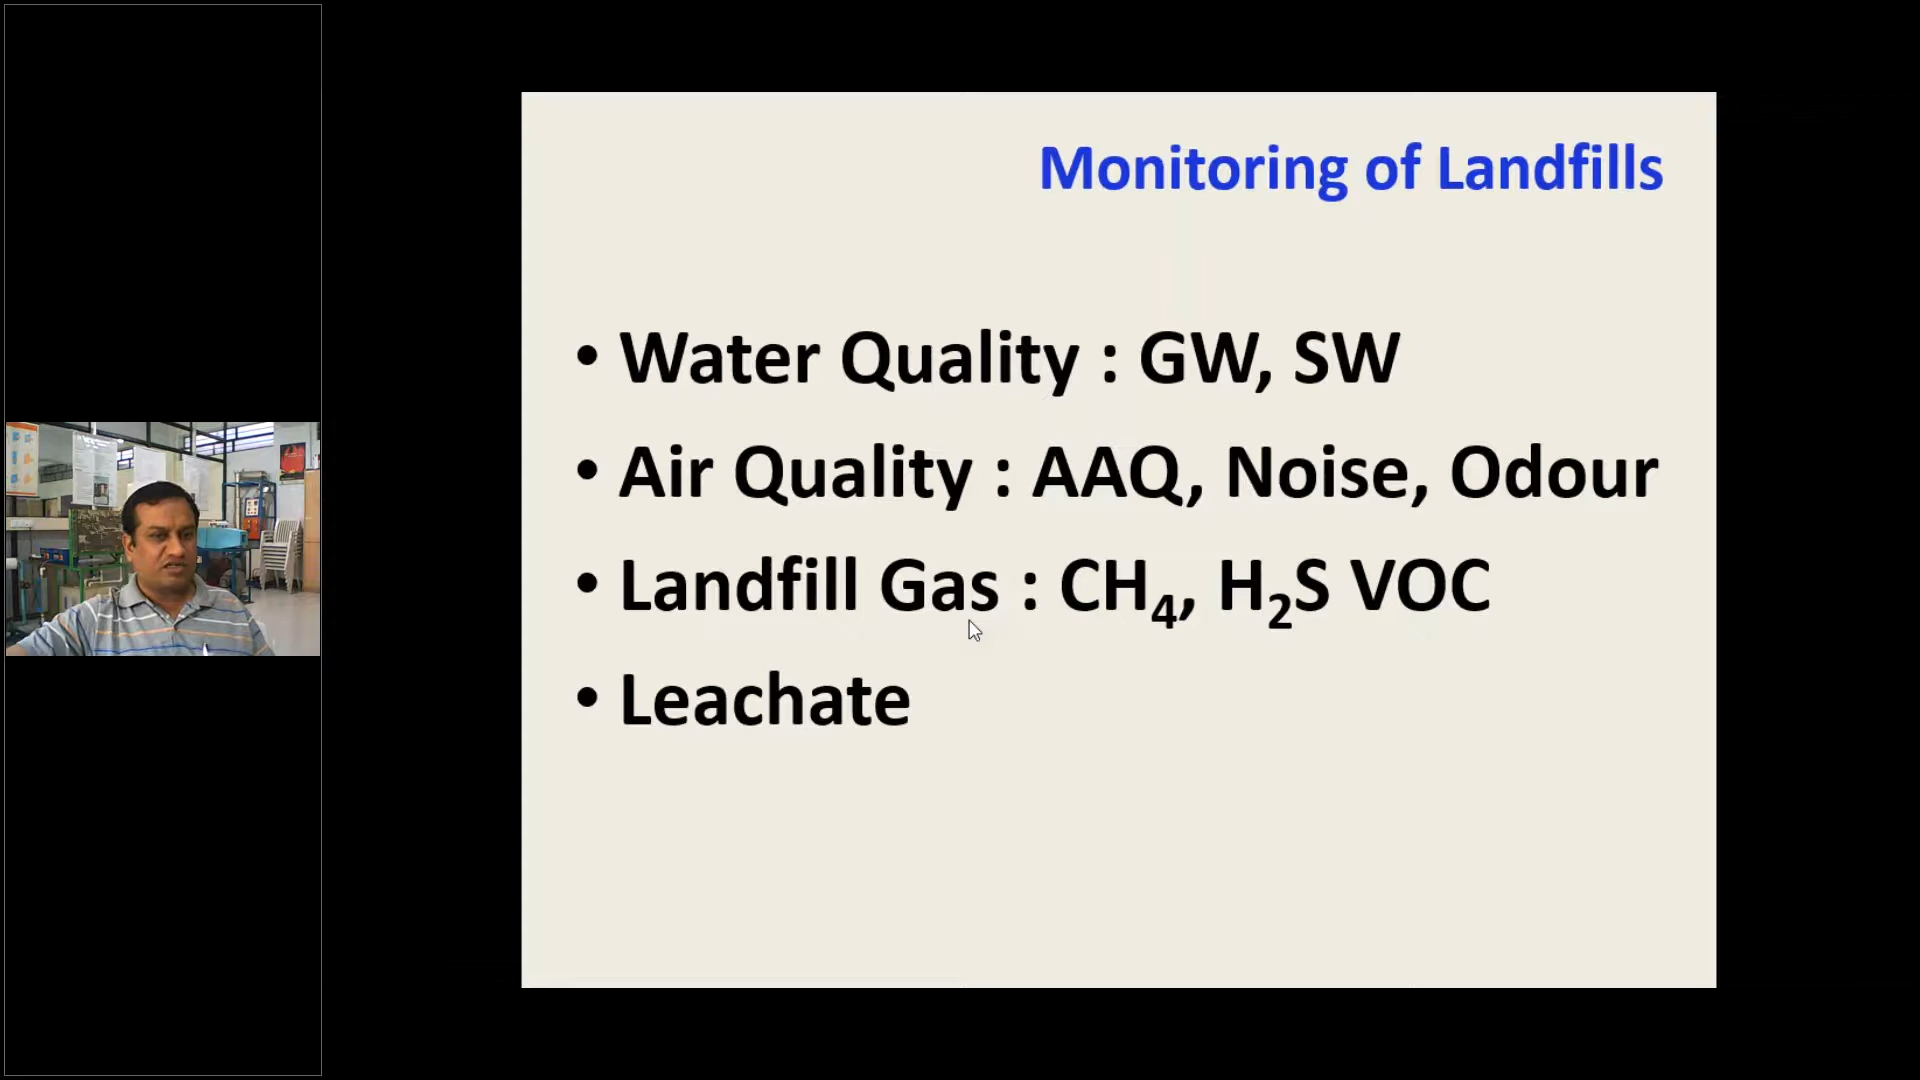 Monitoring of Landfills
• Water Quality : GW, SW
• Air Quality : AAQ, Noise, Odour
• Landfill Gas : CH₄, H₂S VOC
• Leachate